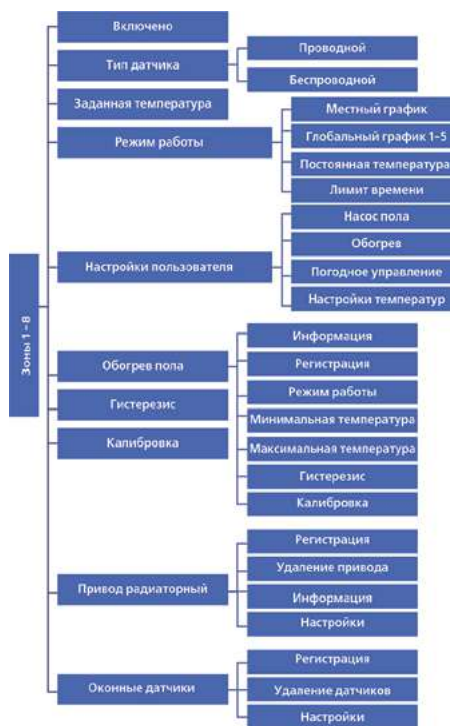 Зоны 1 – 8
Включено
Тип датчика
Проводной
Беспроводной
Заданная температура
Режим работы
Местный график
Глобальный график 1–5
Постоянная температура
Лимит времени
Настройки пользователя
Насос пола
Обогрев
Погодное управление
Настройки температур
Обогрев пола
Информация
Регистрация
Режим работы
Минимальная температура
Максимальная температура
Гистерезис
Калибровка
Гистерезис
Калибровка
Привод радиаторный
Регистрация
Удаление привода
Информация
Настройки
Оконные датчики
Регистрация
Удаление датчиков
Настройки